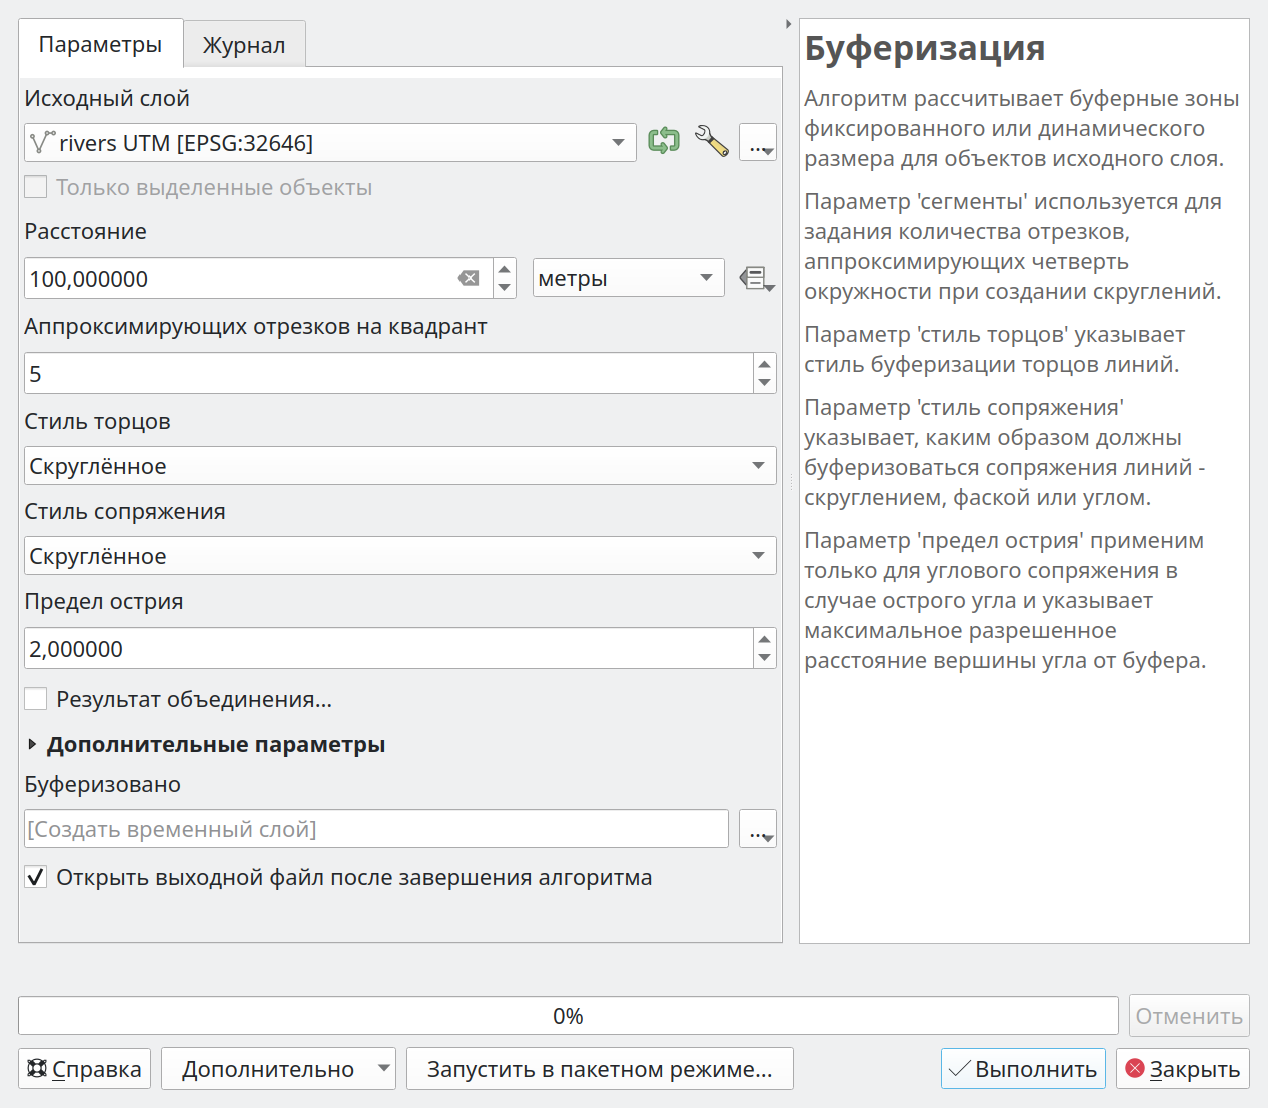 Параметры
Журнал
Исходный слой
rivers UTM [EPSG:32646]
...
Только выделенные объекты
Расстояние
100,000000
метры
Аппроксимирующих отрезков на квадрант
5
Стиль торцов
Скруглённое
Стиль сопряжения
Скруглённое
Предел острия
2,000000
Результат объединения...
Дополнительные параметры
Буферизовано
[Создать временный слой]
...
Открыть выходной файл после завершения алгоритма
Буферизация
Алгоритм рассчитывает буферные зоны
фиксированного или динамического
размера для объектов исходного слоя.
Параметр 'сегменты' используется для
задания количества отрезков,
аппроксимирующих четверть
окружности при создании скруглений.
Параметр 'стиль торцов' указывает
стиль буферизации торцов линий.
Параметр 'стиль сопряжения'
указывает, каким образом должны
буферизоваться сопряжения линий -
скруглением, фаской или углом.
Параметр 'предел острия' применим
только для углового сопряжения в
случае острого угла и указывает
максимальное разрешенное
расстояние вершины угла от буфера.
0%
Отменить
Справка
Дополнительно
Запустить в пакетном режиме...
Выполнить
Закрыть